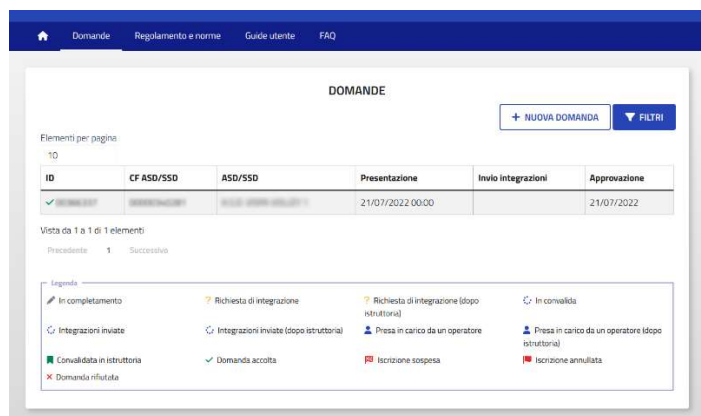 Domande Regolamento e norme Guide utente FAQ
DOMANDE
+ NUOVA DOMANDA FILTRI
Elementi per pagina
10
ID CF ASD/SSD ASD/SSD Presentazione Invio integrazioni Approvazione
21/07/2022 00:00 21/07/2022
Vista da 1 a 1 di 1 elementi
Precedente 1 Successivo
Legenda
In completamento ? Richiesta di integrazione ? Richiesta di integrazione (dopo In convalida
istruttoria)
Integrazioni inviate Integrazioni inviate (dopo istruttoria) Presa in carico da un operatore Presa in carico da un operatore (dopo
istruttoria)
Convalidata in istruttoria Domanda accolta Iscrizione sospesa Iscrizione annullata
Domanda rifiutata